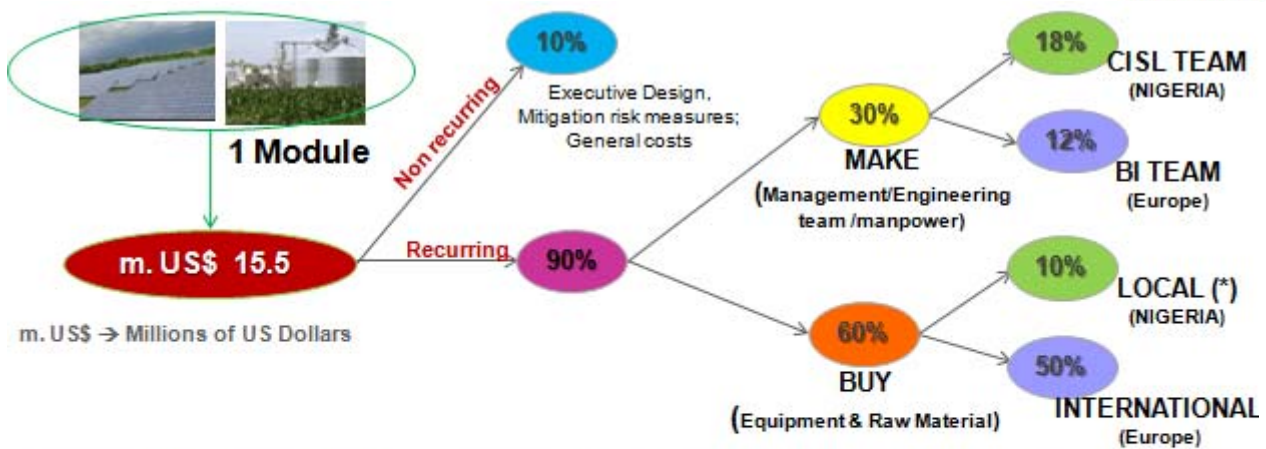 1 Module
m. US$ 15.5
m. US$ → Millions of US Dollars
Non recurring
Recurring
10%
Executive Design,
Mitigation risk measures;
General costs
90%
30%
MAKE
(Management/Engineering
team /manpower)
60%
BUY
(Equipment & Raw Material)
18%
CISL TEAM
(NIGERIA)
12%
BI TEAM
(Europe)
10%
LOCAL (*)
(NIGERIA)
50%
INTERNATIONAL
(Europe)